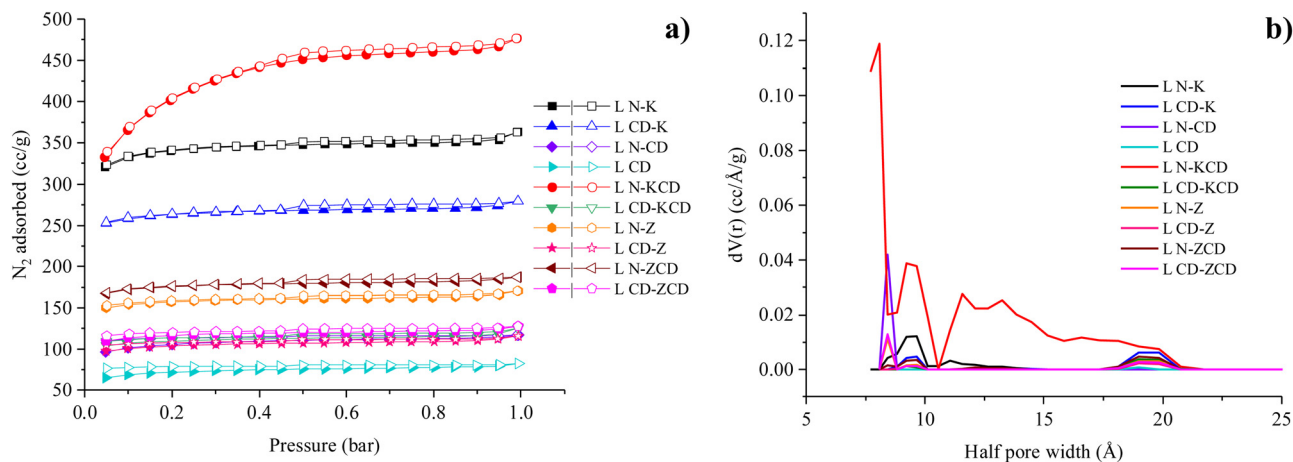 a)
500
450
400
350
300
250
200
150
100
50
0.0
0.2
0.4
0.6
0.8
1.0
N2 adsorbed (cc/g)
Pressure (bar)
L N-K
L CD-K
L N-CD
L CD
L N-KCD
L CD-KCD
L N-Z
L CD-Z
L N-ZCD
L CD-ZCD
b)
0.12
0.10
0.08
0.06
0.04
0.02
0.00
5
10
15
20
25
dV(r) (cc/Å/g)
Half pore width (Å)
L N-K
L CD-K
L N-CD
L CD
L N-KCD
L CD-KCD
L N-Z
L CD-Z
L N-ZCD
L CD-ZCD